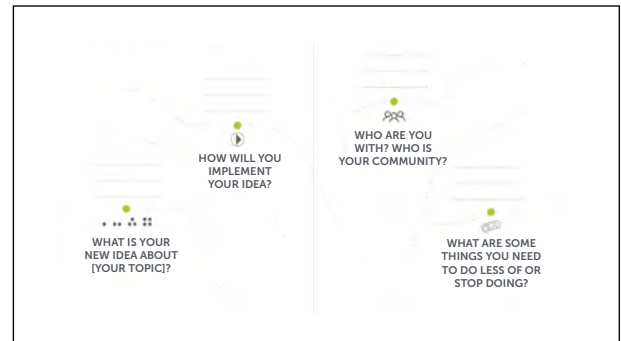 WHAT IS YOUR
NEW IDEA ABOUT
[YOUR TOPIC]?
HOW WILL YOU
IMPLEMENT
YOUR IDEA?
WHO ARE YOU
WITH? WHO IS
YOUR COMMUNITY?
WHAT ARE SOME
THINGS YOU NEED
TO DO LESS OF OR
STOP DOING?